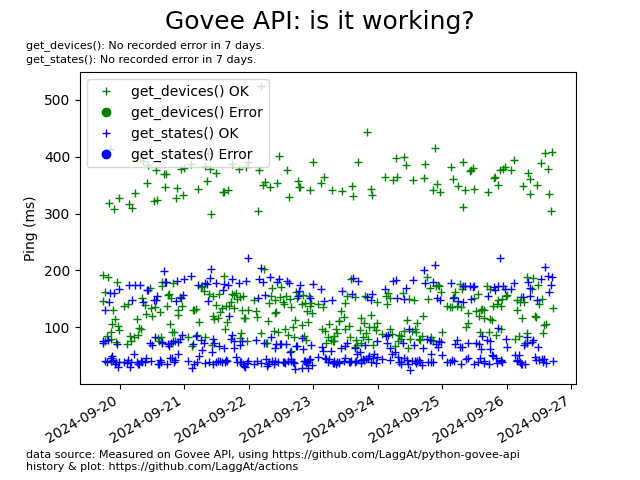 Govee API: is it working?
get_devices(): No recorded error in 7 days.
get_states(): No recorded error in 7 days.
get_devices() OK
get_devices() Error
get_states() OK
get_states() Error
500
400
300
200
100
Ping (ms)
2024-09-20
2024-09-21
2024-09-22
2024-09-23
2024-09-24
2024-09-25
2024-09-26
2024-09-27
data source: Measured on Govee API, using https://github.com/LaggAt/python-govee-api
history & plot: https://github.com/LaggAt/actions